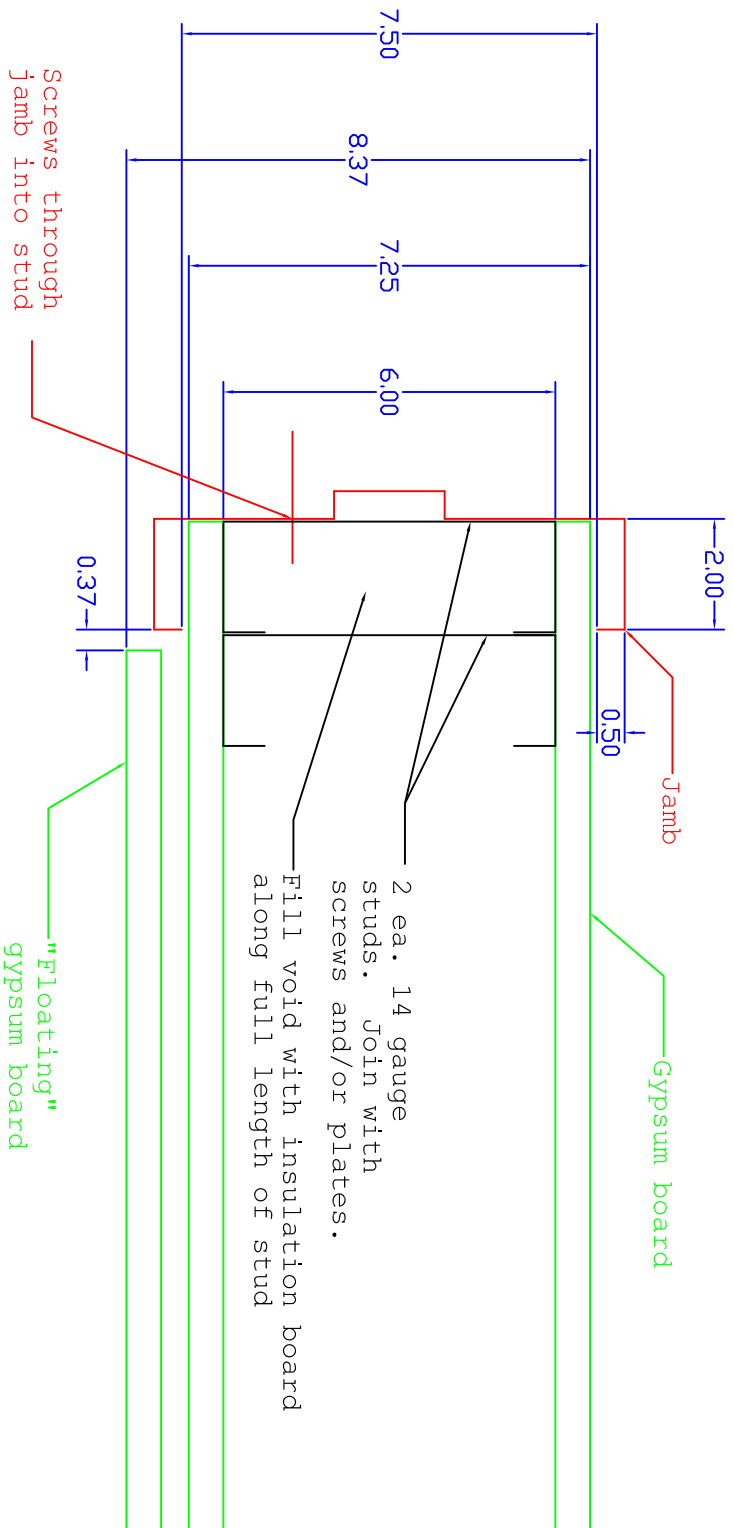 Jamb
Gypsum board
2.00
0.50
2 ea. 14 gauge
studs. Join with
screws and/or plates.
Fill void with insulation board
along full length of stud
7.50
8.37
7.25
6.00
0.37
Screws through
jamb into stud
"Floating"
gypsum board